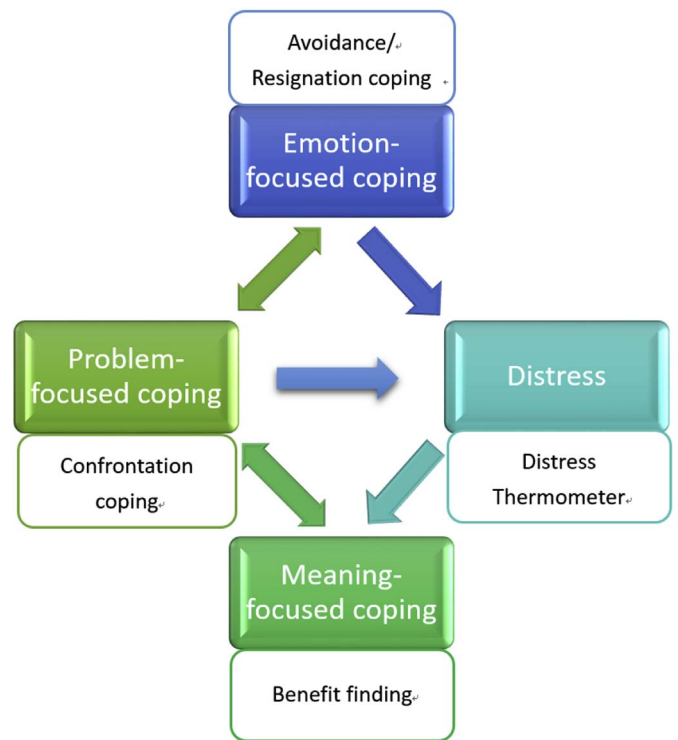 Avoidance/
Resignation coping
Emotion-
focused coping
Problem-
focused coping
Confrontation
coping
Distress
Distress
Thermometer
Meaning-
focused coping
Benefit finding